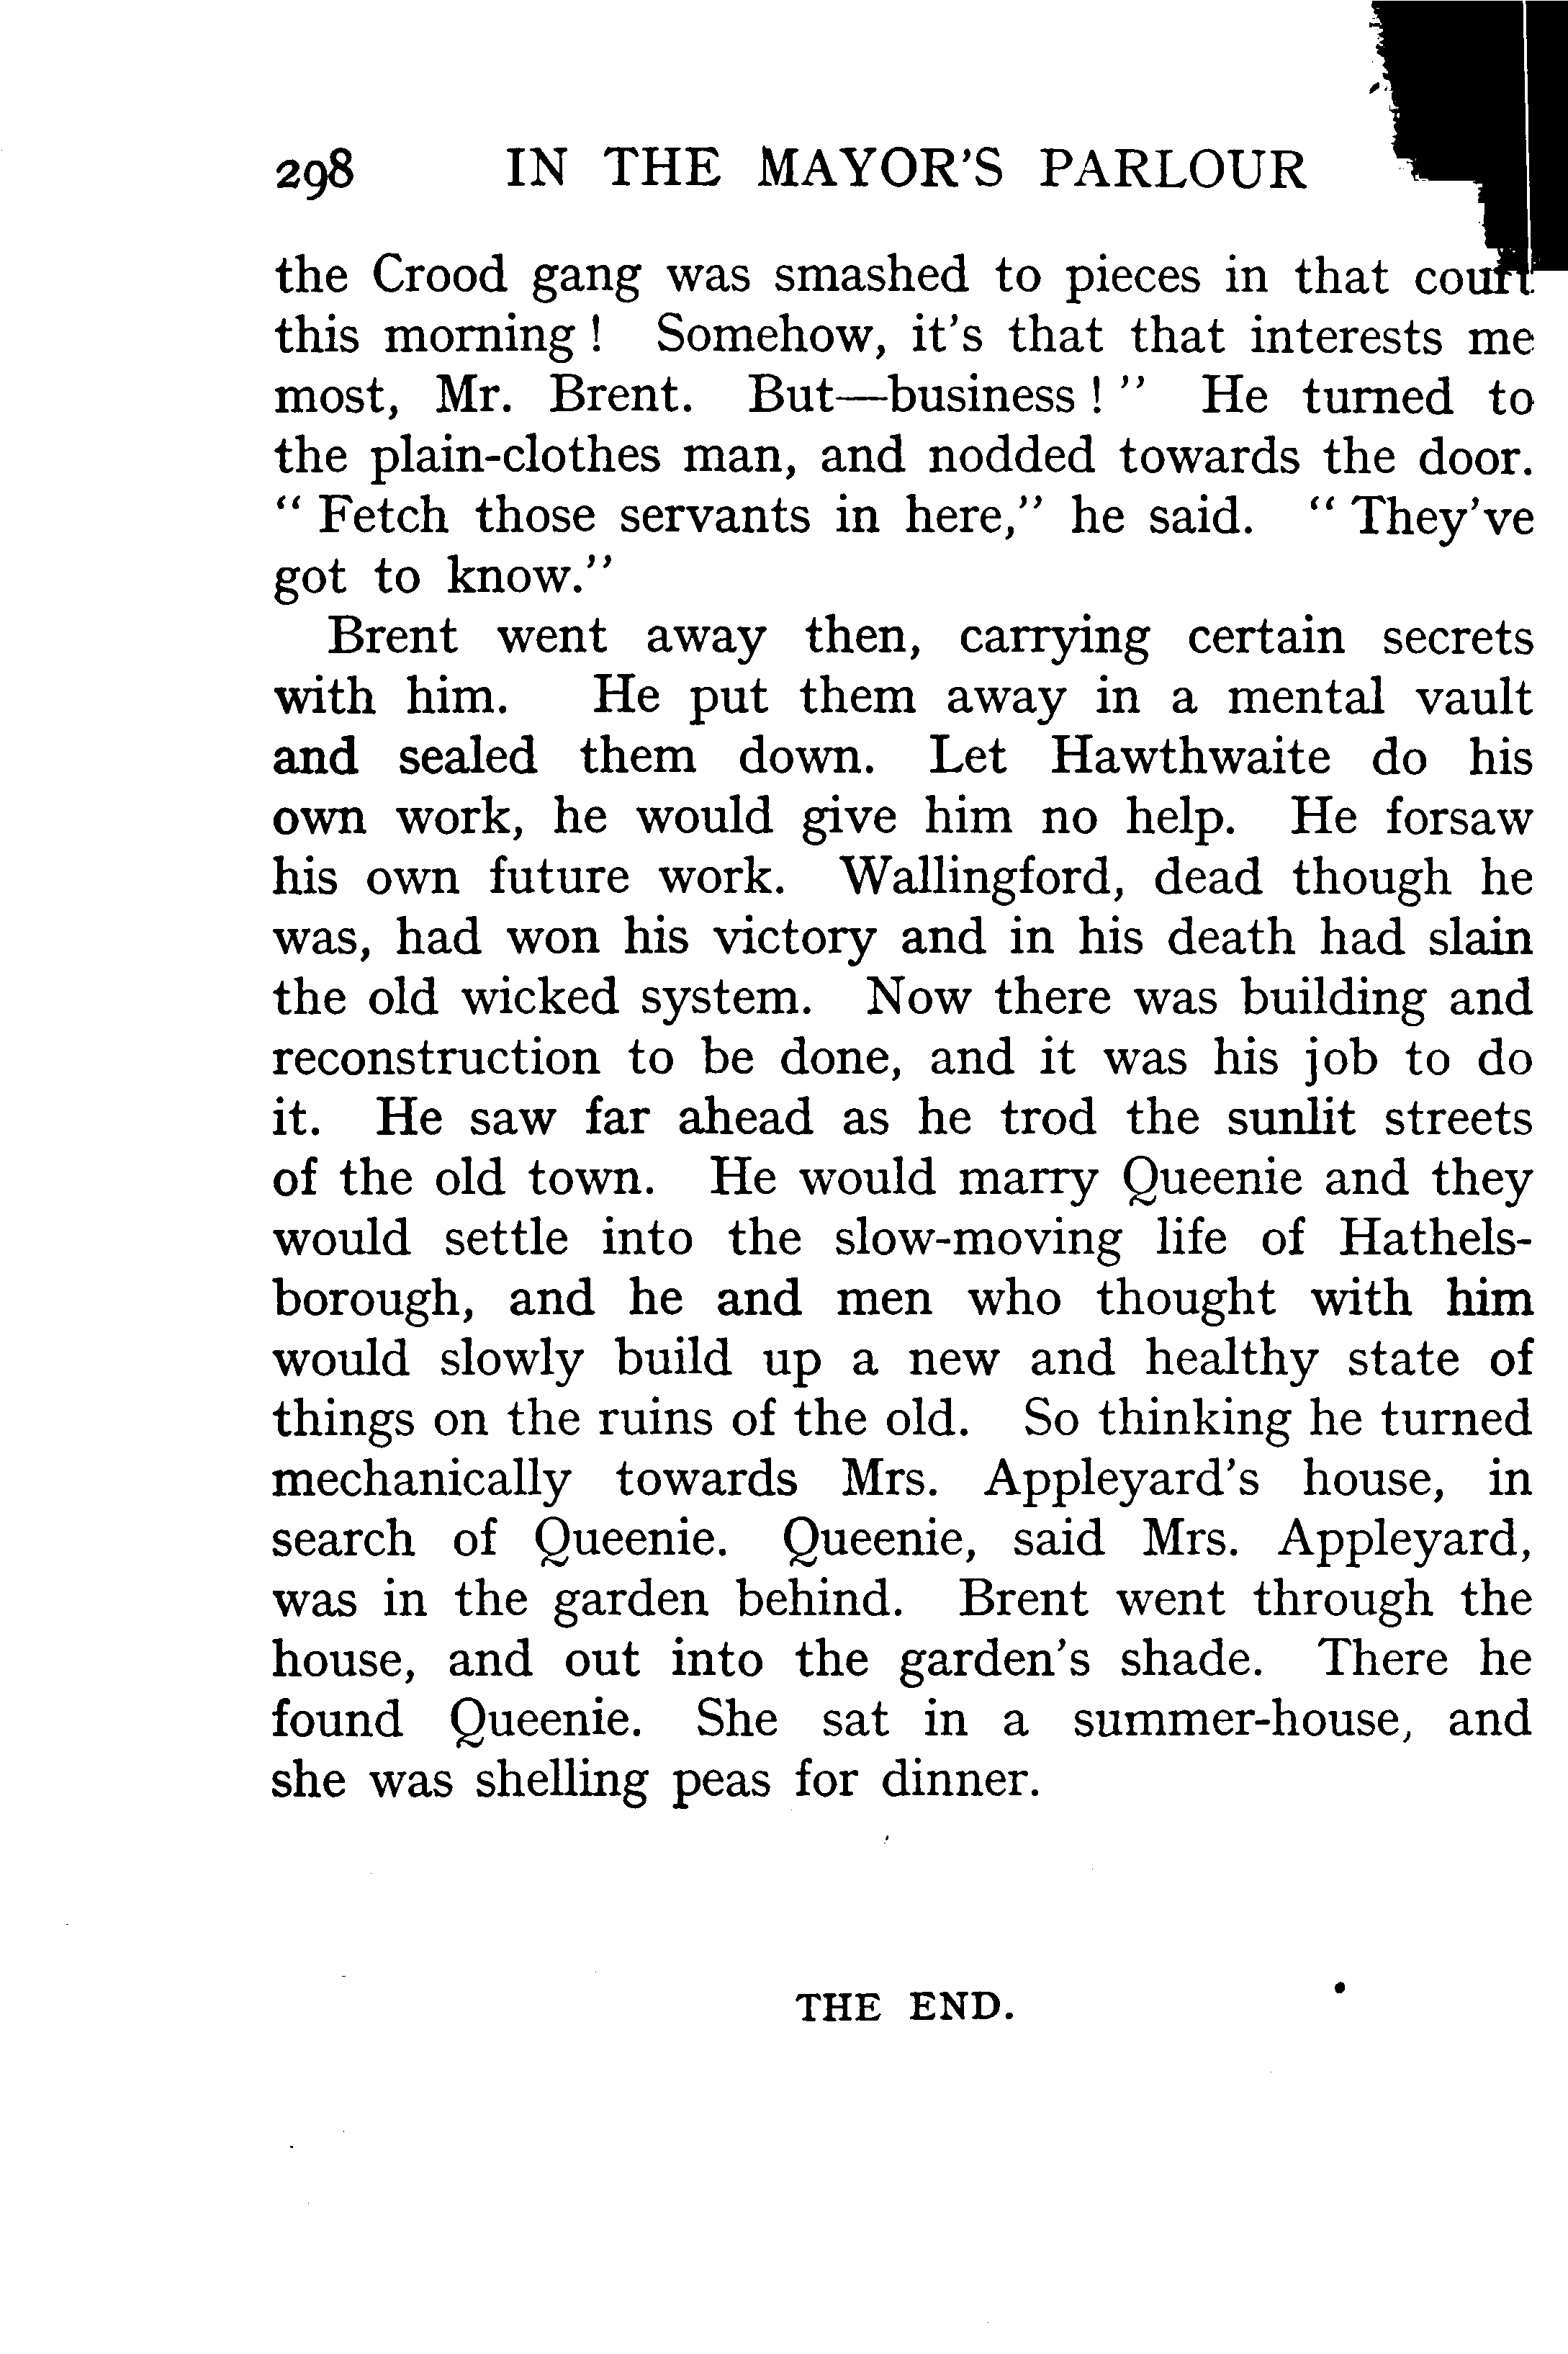 298 IN THE MAYOR'S PARLOUR
the Crood gang was smashed to pieces in that court
this morning! Somehow, it's that that interests me
most, Mr. Brent. But—business!" He turned to
the plain-clothes man, and nodded towards the door.
"Fetch those servants in here," he said. "They've
got to know."
Brent went away then, carrying certain secrets
with him. He put them away in a mental vault
and sealed them down. Let Hawthwaite do his
own work, he would give him no help. He forsaw
his own future work. Wallingford, dead though he
was, had won his victory and in his death had slain
the old wicked system. Now there was building and
reconstruction to be done, and it was his job to do
it. He saw far ahead as he trod the sunlit streets
of the old town. He would marry Queenie and they
would settle into the slow-moving life of Hathels-
borough, and he and men who thought with him
would slowly build up a new and healthy state of
things on the ruins of the old. So thinking he turned
mechanically towards Mrs. Appleyard's house, in
search of Queenie. Queenie, said Mrs. Appleyard,
was in the garden behind. Brent went through the
house, and out into the garden's shade. There he
found Queenie. She sat in a summer-house, and
she was shelling peas for dinner.
THE END.